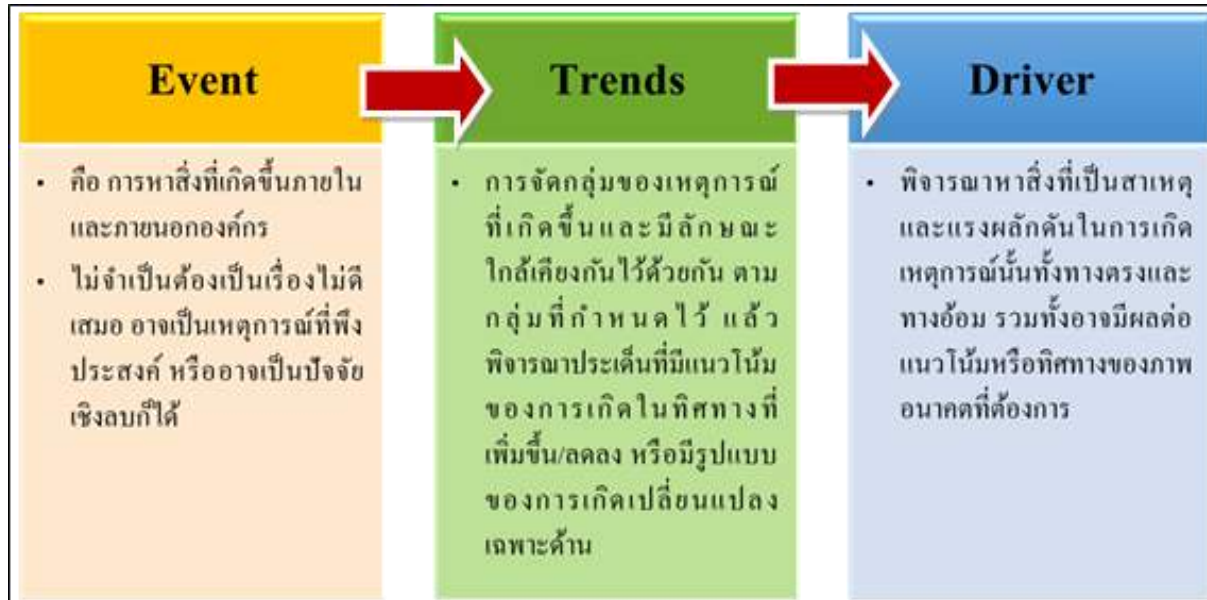 Event
• คือ การหาสิ่งที่เกิดขึ้นภายใน
และภายนอกองค์กร
• ไม่จำเป็นต้องเป็นเรื่องไม่ดี
เสมอ อาจเป็นเหตุการณ์ที่พึง
ประสงค์ หรืออาจเป็นปัจจัย
เชิงลบก็ได้
Trends
• การจัดกลุ่มของเหตุการณ์
ที่เกิดขึ้นและมีลักษณะ
ใกล้เคียงกันไว้ด้วยกัน ตาม
กลุ่มที่กำหนดไว้ แล้ว
พิจารณาประเด็นที่มีแนวโน้ม
ของการเกิดในทิศทางที่
เพิ่มขึ้น/ลดลง หรือมีรูปแบบ
ของการเกิดเปลี่ยนแปลง
เฉพาะด้าน
Driver
• พิจารณาหาสิ่งที่เป็นสาเหตุ
และแรงผลักดันในการเกิด
เหตุการณ์นั้นทั้งทางตรงและ
ทางอ้อม รวมทั้งอาจมีผลต่อ
แนวโน้มหรือทิศทางของภาพ
อนาคตที่ต้องการ